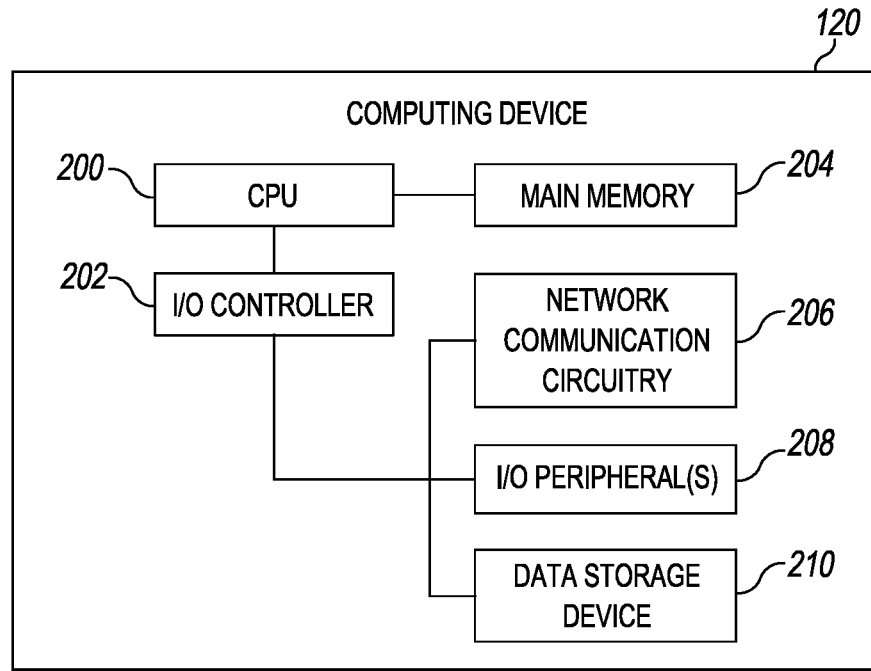 120
COMPUTING DEVICE
200
CPU
MAIN MEMORY
204
202
I/O CONTROLLER
NETWORK
COMMUNICATION
CIRCUITRY
206
I/O PERIPHERAL(S)
208
DATA STORAGE
DEVICE
210